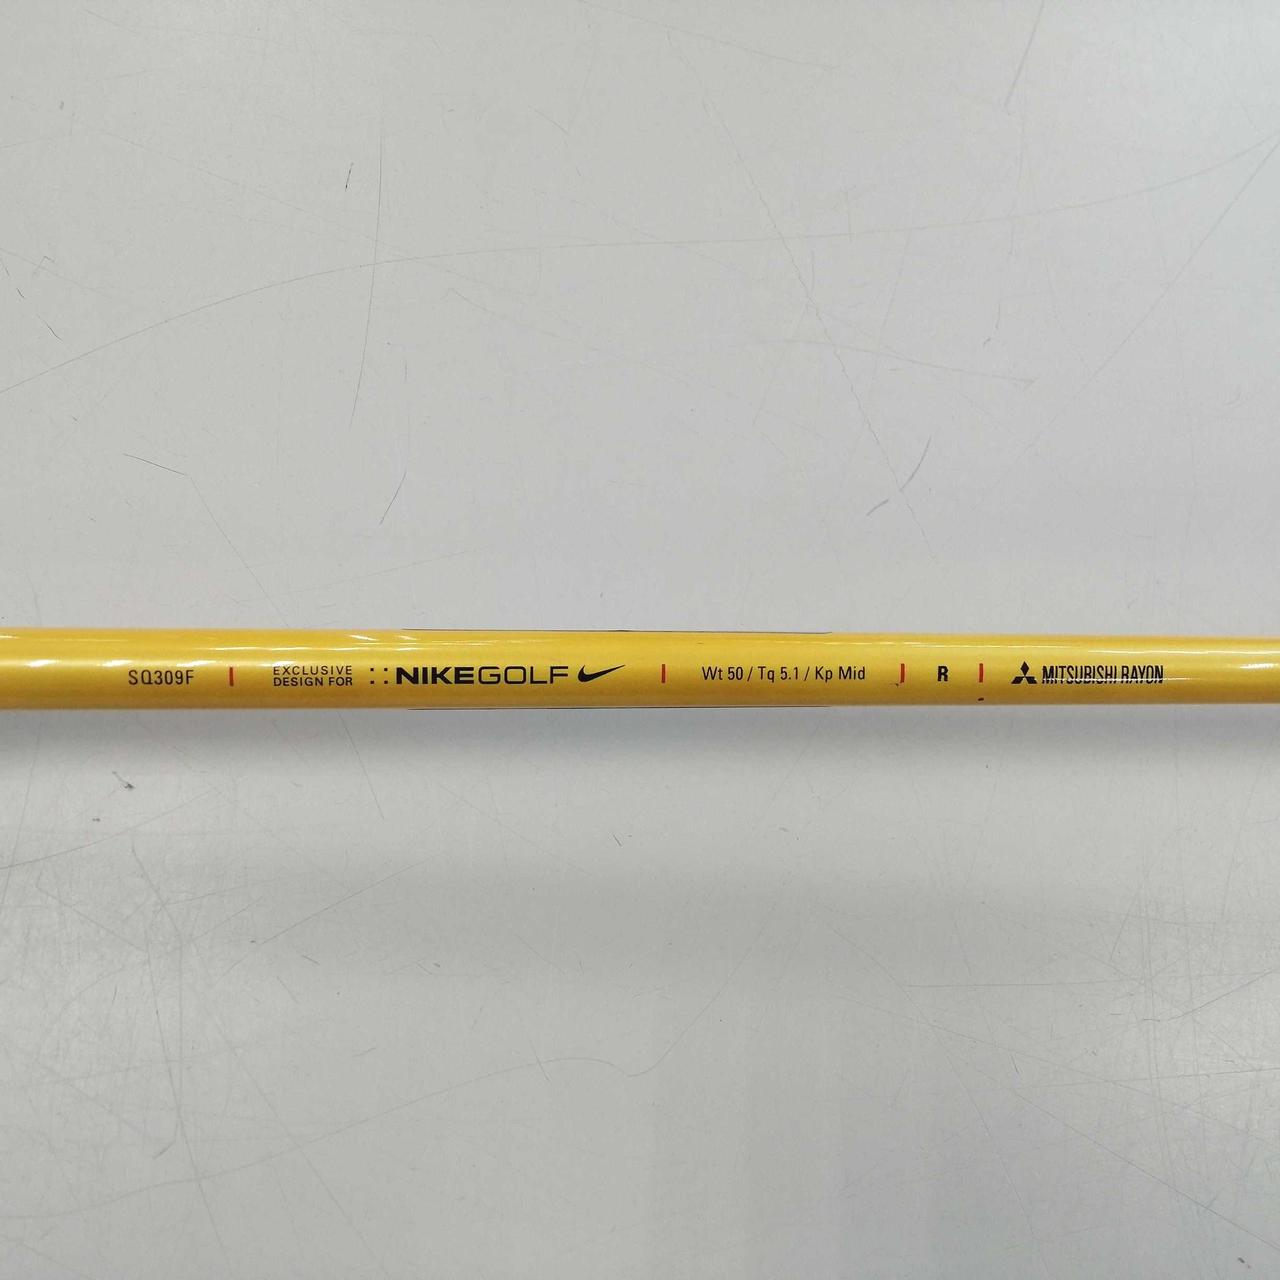 SQ309F | EXCLUSIVE
DESIGN FOR
::NIKEGOLF | Wt 50 / Tq 5.1 / Kp Mid | R | MITSUBISHI RAYON